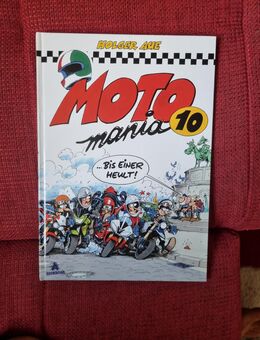 HOLGER AUE
MOTO
mania
10
...BIS EINER
HEULT!